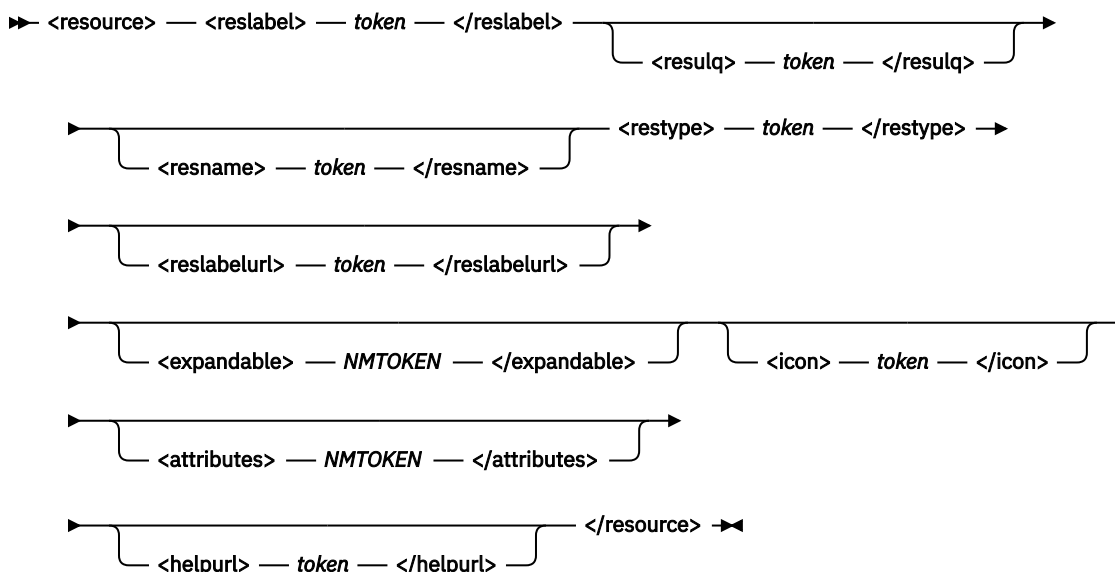 <resource> <reslabel> token </reslabel>
<resulq> token </resulq>
<restype> token </restype>
<resname> token </resname>
<reslabelurl> token </reslabelurl>
<expandable> NMTOKEN </expandable> <icon> token </icon>
<attributes> NMTOKEN </attributes>
</resource>
<helpurl> token </helpurl>